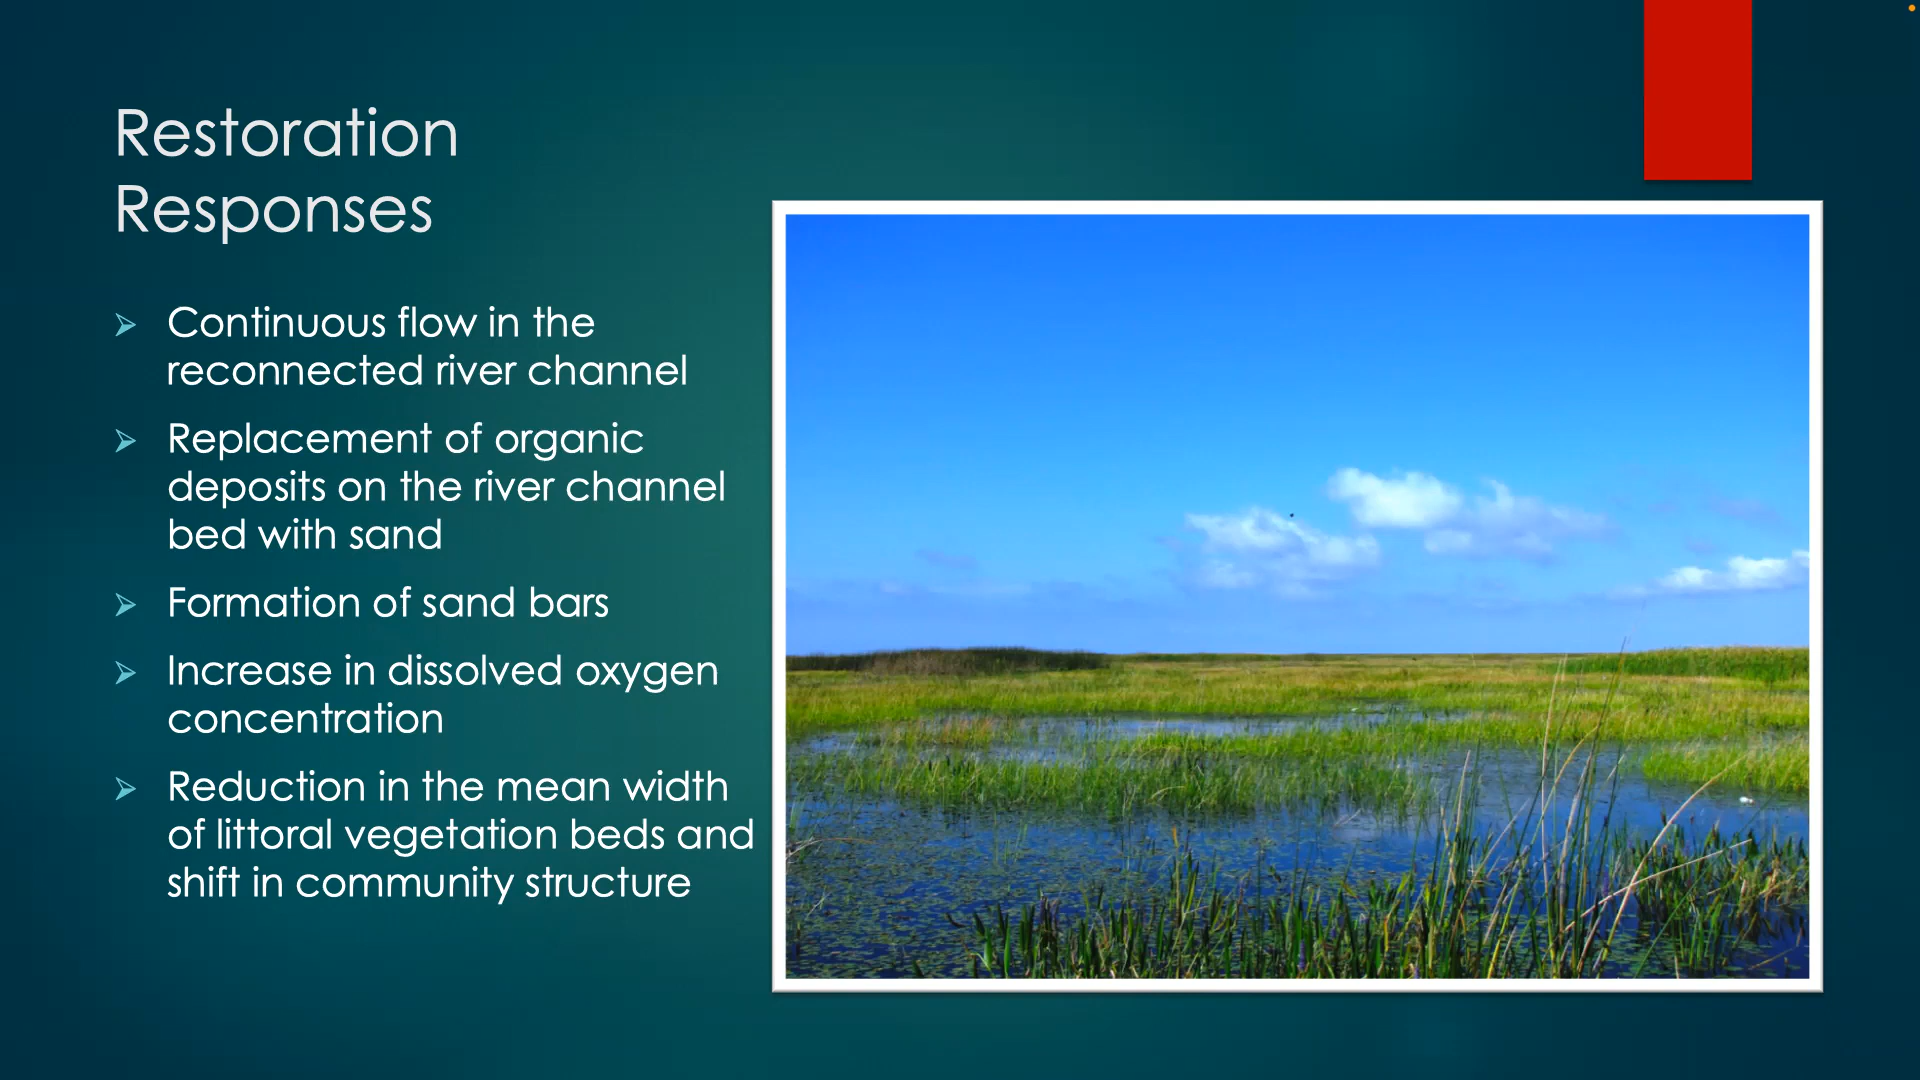 Restoration
Responses
Continuous flow in the
reconnected river channel
Replacement of organic
deposits on the river channel
bed with sand
Formation of sand bars
Increase in dissolved oxygen
concentration
Reduction in the mean width
of littoral vegetation beds and
shift in community structure